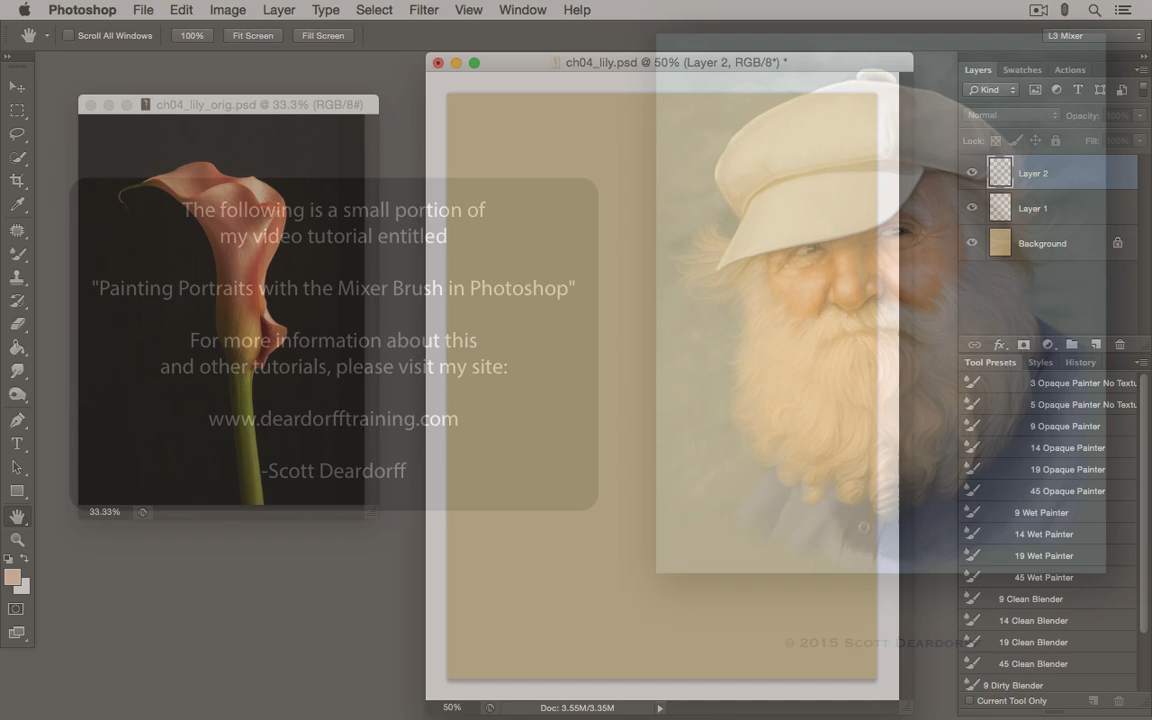 Photoshop File Edit Image Layer Type Select Filter View Window Help
Scroll All Windows 100% Fit Screen Fill Screen L3 Mixer
ch04_lily_orig.psd @ 33.3% (RGB/8#)
33.33%
ch04_lily.psd @ 50% (Layer 2, RGB/8*) *
50% Doc: 3.55M/3.35M
The following is a small portion of
my video tutorial entitled
"Painting Portraits with the Mixer Brush in Photoshop"
For more information about this
and other tutorials, please visit my site:
www.deardorfftraining.com
-Scott Deardorff
© 2015 Scott Deardorff
Layers Swatches Actions
Kind
Normal Opacity: 100%
Lock: Fill: 100%
Layer 2
Layer 1
Background
Tool Presets Styles History
3 Opaque Painter No Textu
5 Opaque Painter No Textu
9 Opaque Painter
14 Opaque Painter
19 Opaque Painter
45 Opaque Painter
9 Wet Painter
14 Wet Painter
19 Wet Painter
45 Wet Painter
9 Clean Blender
14 Clean Blender
19 Clean Blender
45 Clean Blender
9 Dirty Blender
Current Tool Only